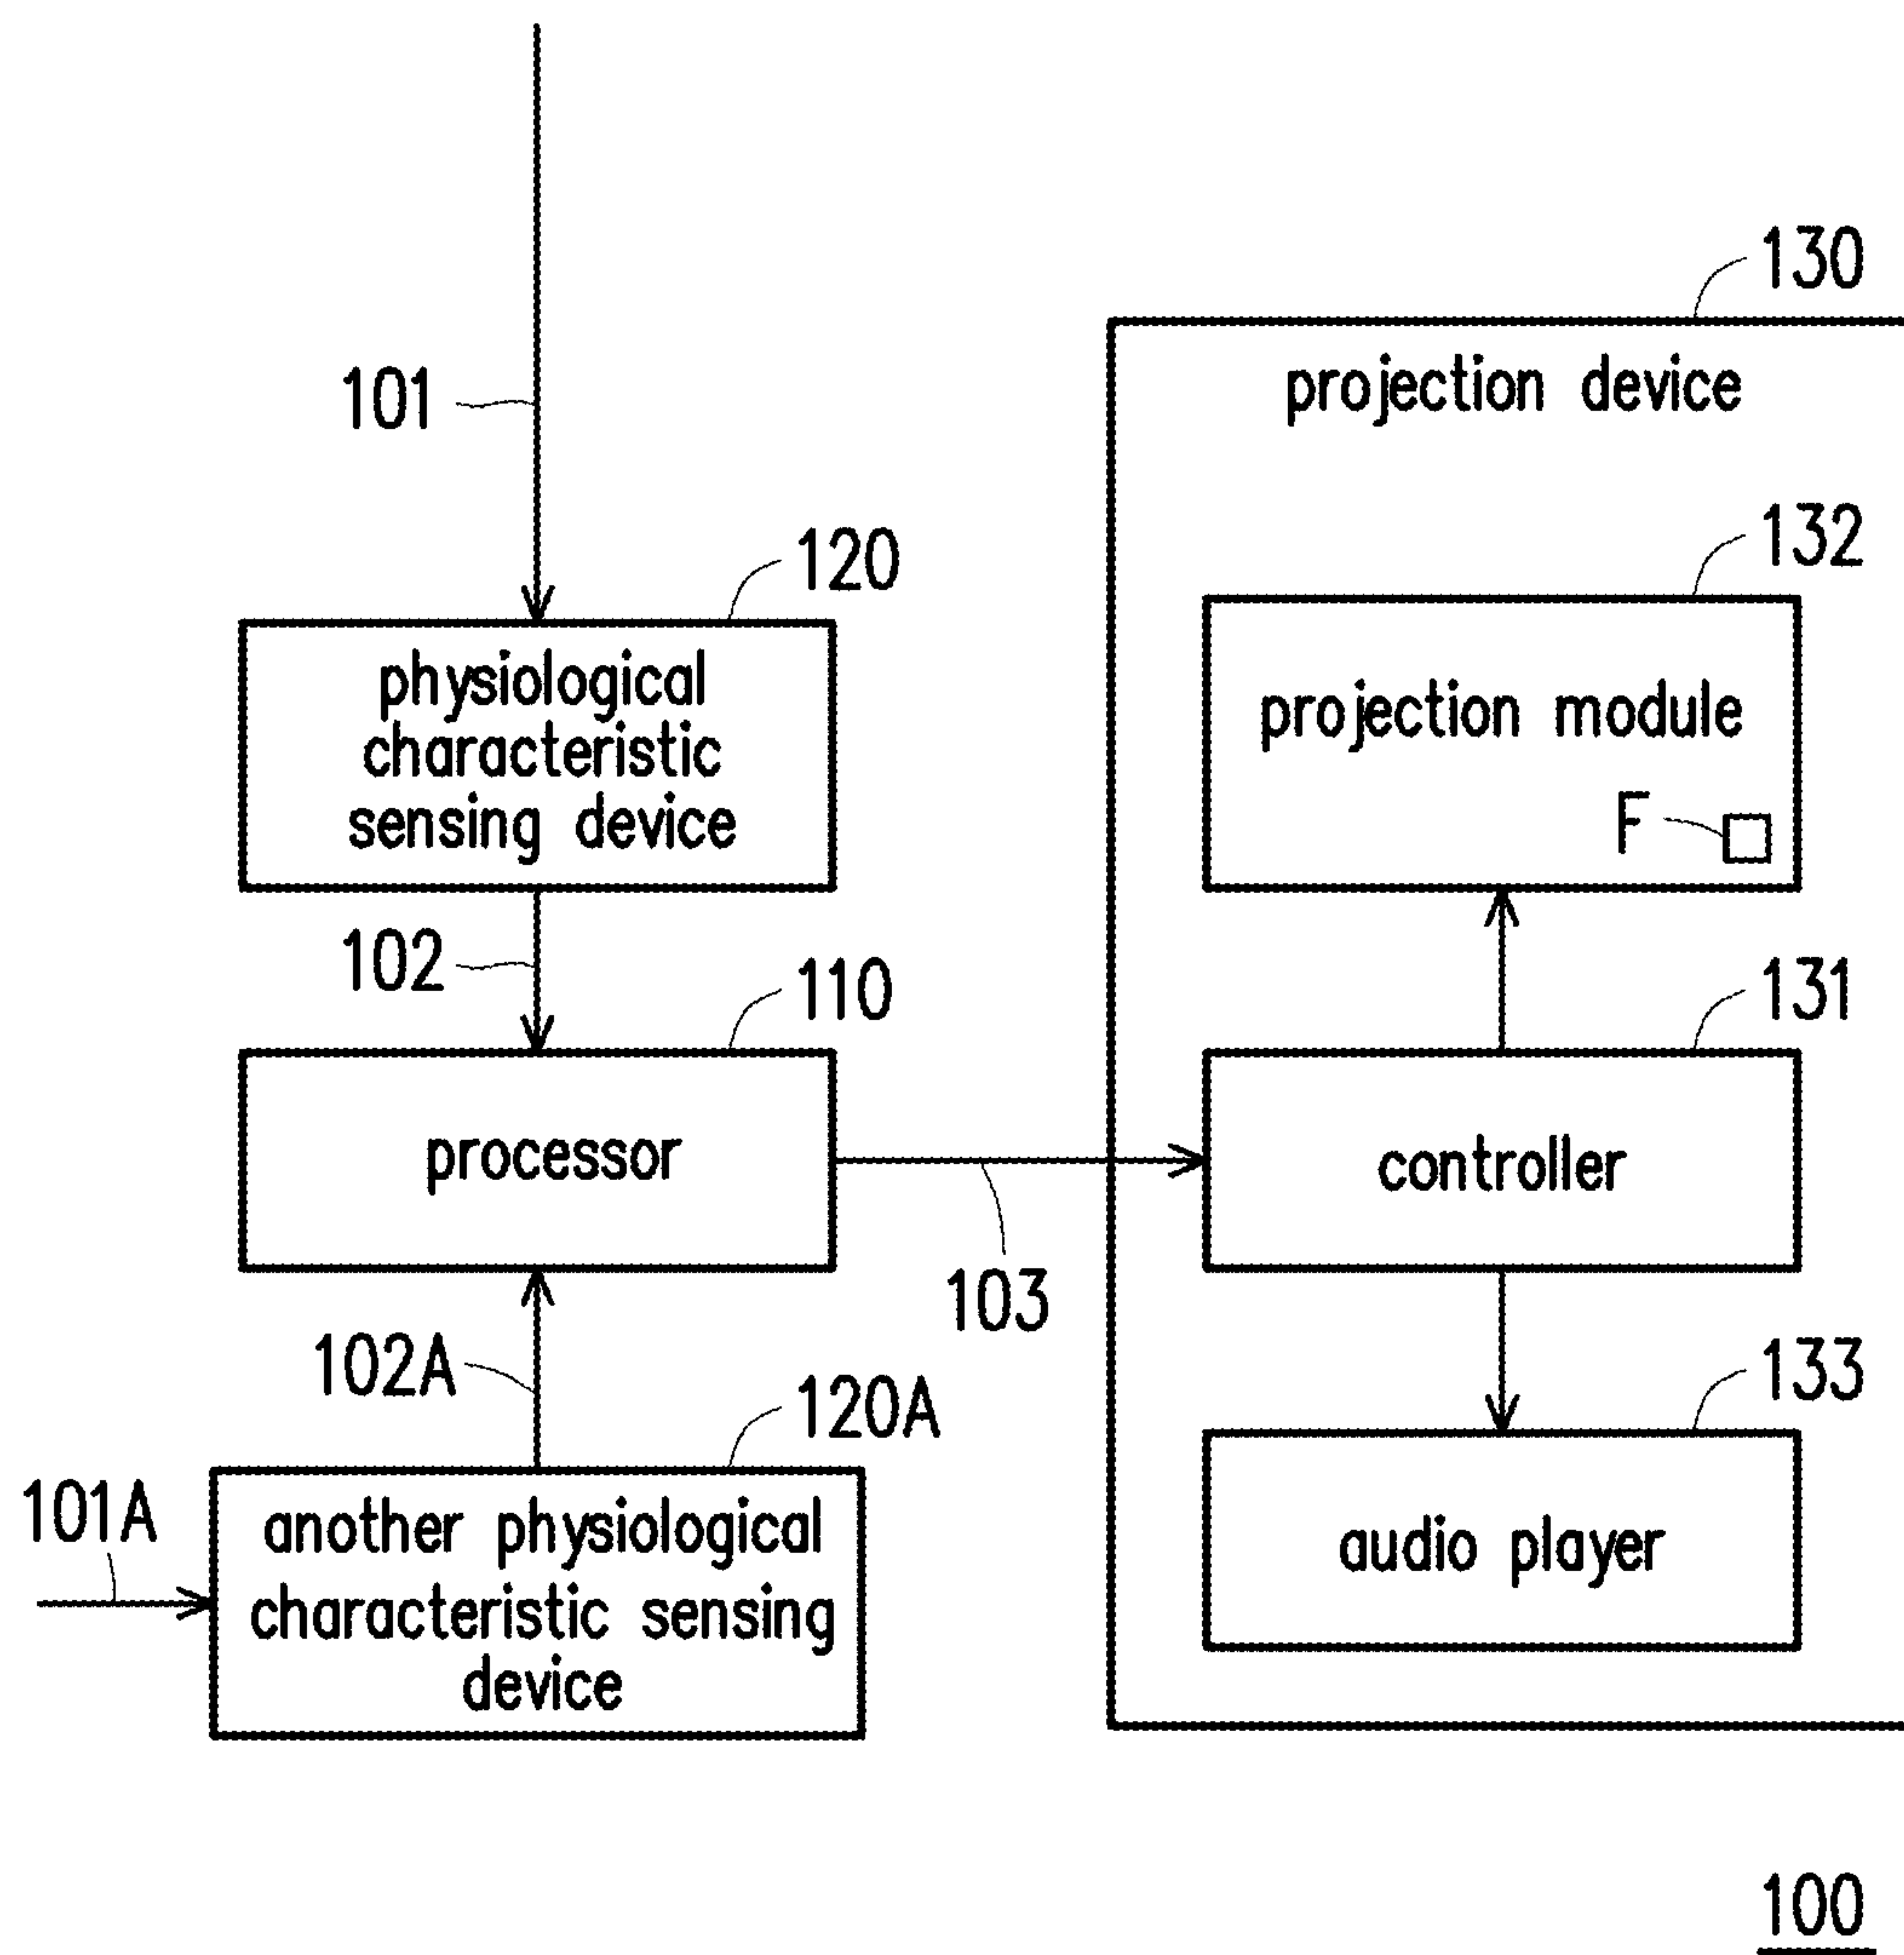 130
projection device
101
132
120
physiological
characteristic
sensing device
projection module
F
102
110
131
processor
controller
103
102A
133
120A
101A
another physiological
characteristic sensing
device
audio player
100